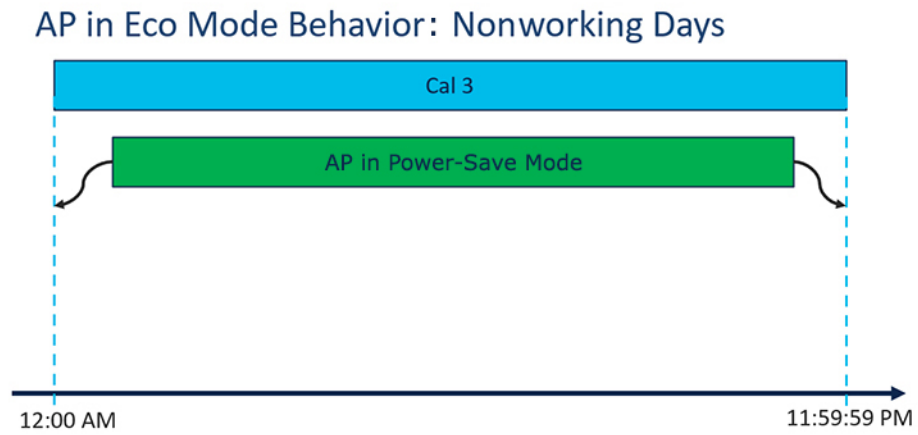 AP in Eco Mode Behavior: Nonworking Days
Cal 3
AP in Power-Save Mode
12:00 AM
11:59:59 PM